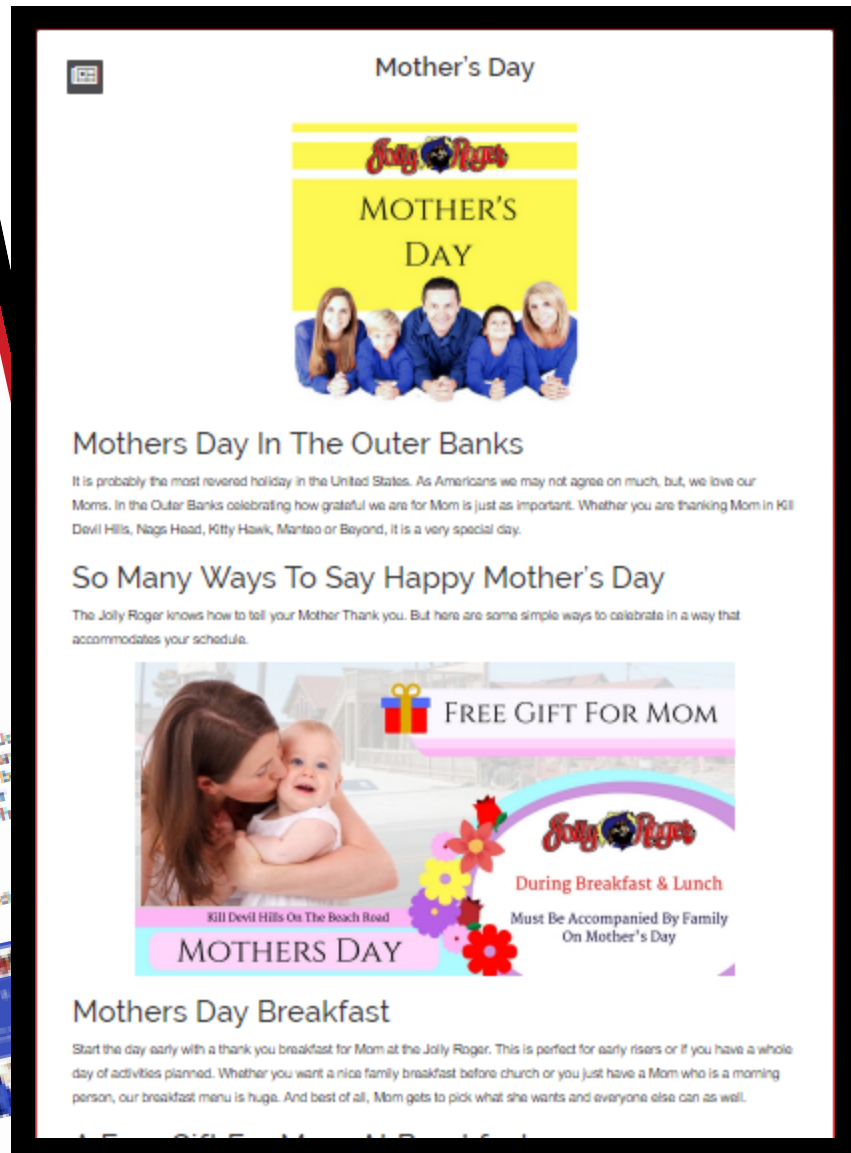 Mother's Day
Jolly Roger
MOTHER'S
DAY
Mothers Day In The Outer Banks
It is probably the most revered holiday in the United States. As Americans we may not agree on much, but, we love our
Moms. In the Outer Banks celebrating how grateful we are for Mom is just as important. Whether you are thanking Mom in Kill
Devil Hills, Nags Head, Kitty Hawk, Manteo or Beyond, it is a very special day.
So Many Ways To Say Happy Mother's Day
The Jolly Roger knows how to tell your Mother Thank you. But here are some simple ways to celebrate in a way that
accommodates your schedule.
FREE GIFT FOR MOM
Jolly Roger
During Breakfast & Lunch
Must Be Accompanied By Family
On Mother's Day
Kill Devil Hills On The Beach Road
MOTHERS DAY
Mothers Day Breakfast
Start the day early with a thank you breakfast for Mom at the Jolly Roger. This is perfect for early risers or if you have a whole
day of activities planned. Whether you want a nice family breakfast before church or you just have a Mom who is a morning
person, our breakfast menu is huge. And best of all, Mom gets to pick what she wants and everyone else can as well.